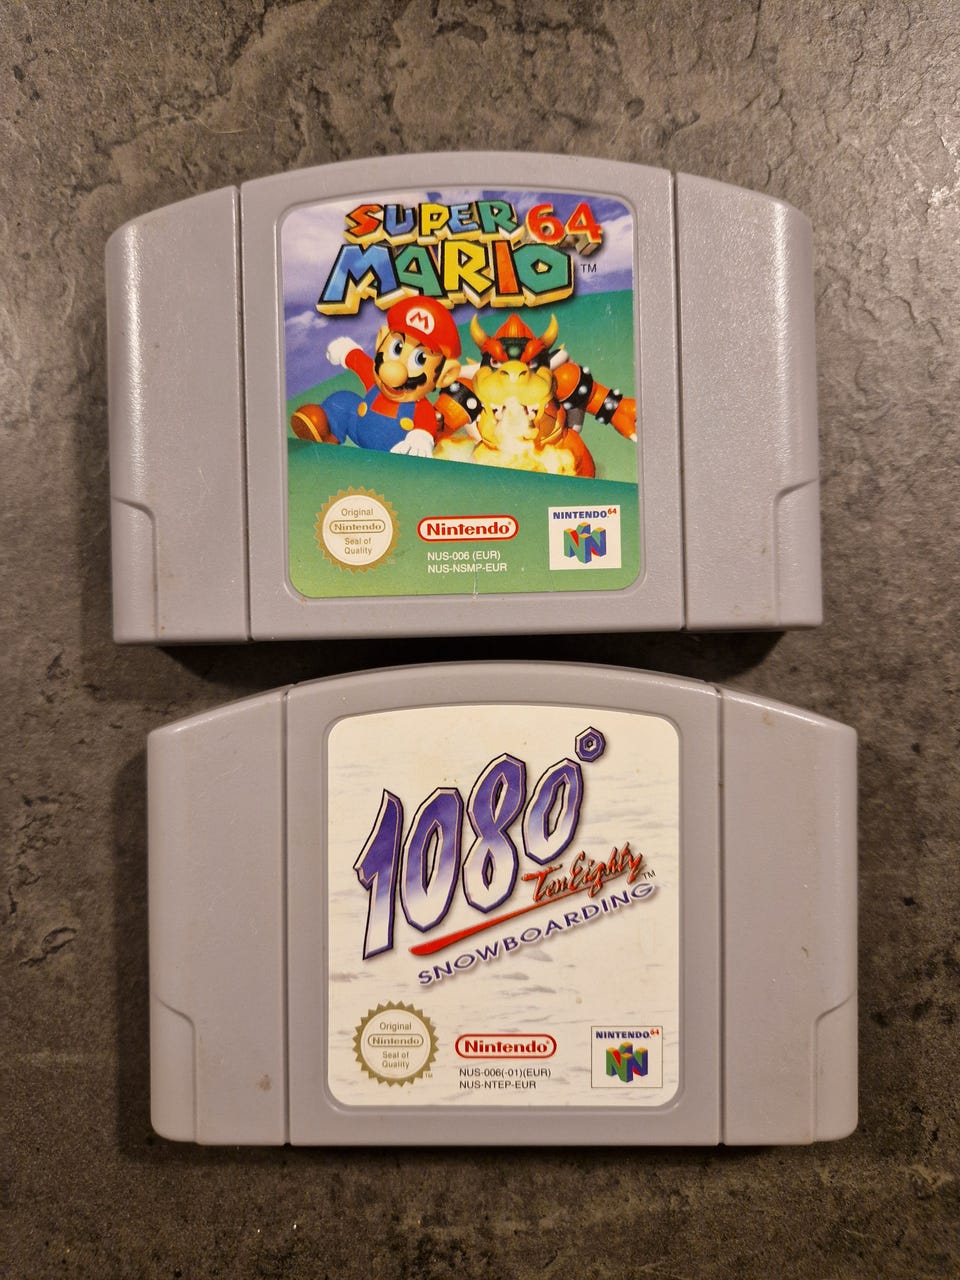 SUPER 64
MARIO TM
M
Original
Nintendo
Seal of
Quality
Nintendo
NUS-006 (EUR)
NUS-NSMP-EUR
NINTENDO64
1080°
TenEighty TM
SNOWBOARDING
Original
Nintendo
Seal of
Quality
TM
Nintendo
NUS-006(-01)(EUR)
NUS-NTEP-EUR
NINTENDO64